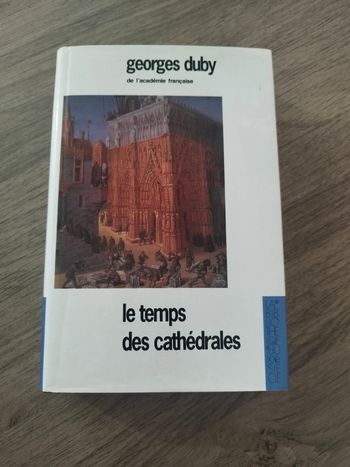 georges duby
de l'académie française
le temps
des cathédrales